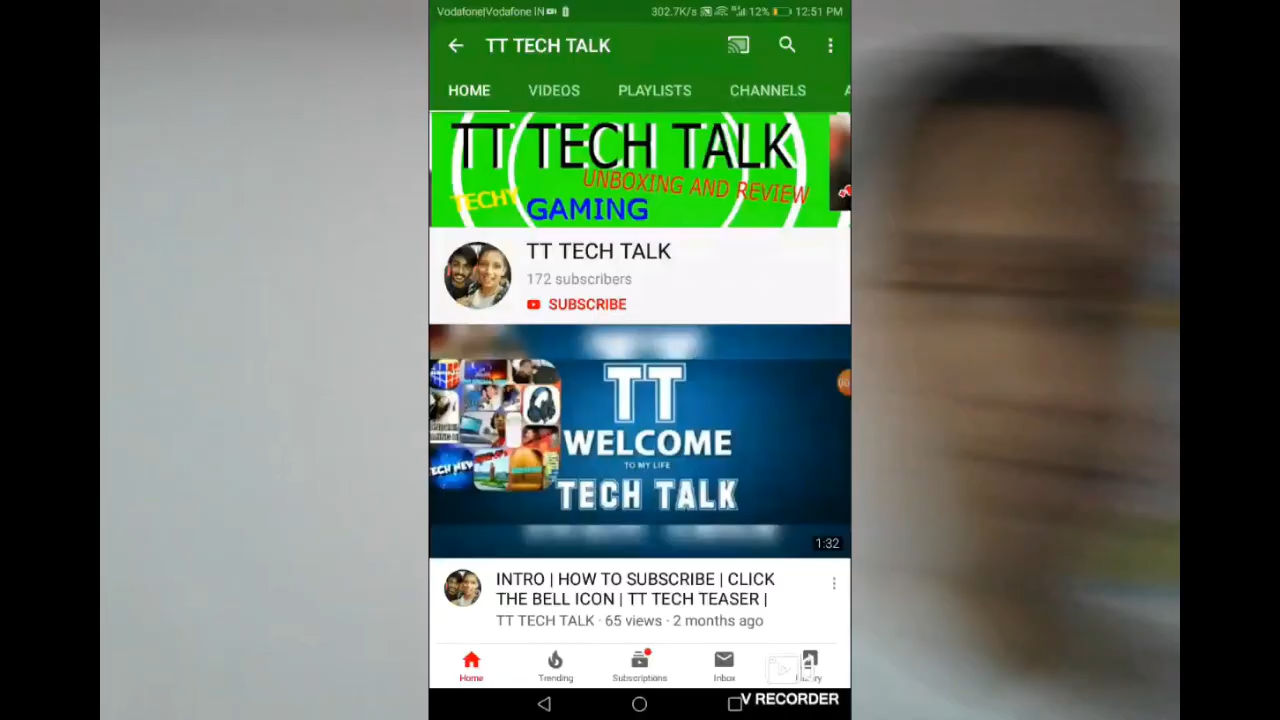 Vodafone|Vodafone IN
302.7K/s 12% 12:51 PM
TT TECH TALK
HOME VIDEOS PLAYLISTS CHANNELS A
TT TECH TALK
UNBOXING AND REVIEW
TECHY
GAMING
TT TECH TALK
172 subscribers
SUBSCRIBE
TT
WELCOME
TO MY LIFE
TECH TALK
TECH NEW
1:32
INTRO | HOW TO SUBSCRIBE | CLICK
THE BELL ICON | TT TECH TEASER |
TT TECH TALK · 65 views · 2 months ago
Home Trending Subscriptions Inbox
V RECORDER